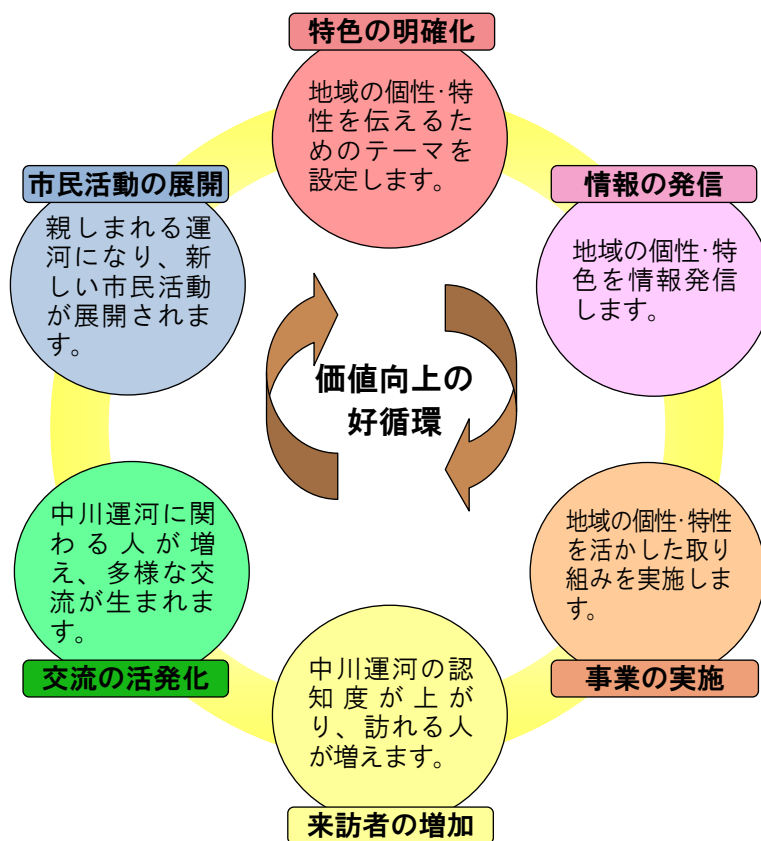 特色の明確化
地域の個性･特
性を伝えるた
めのテーマを
設定します。
情報の発信
地域の個性･特
色を情報発信
します。
地域の個性･特性
を活かした取り
組みを実施しま
す。
事業の実施
中川運河の認
知度が上が
り、訪れる人
が増えます。
来訪者の増加
中川運河に関
わる人が増
え、多様な交
流が生まれま
す。
交流の活発化
市民活動の展開
親しまれる運
河になり、新
しい市民活動
が展開されま
す。
価値向上の
好循環